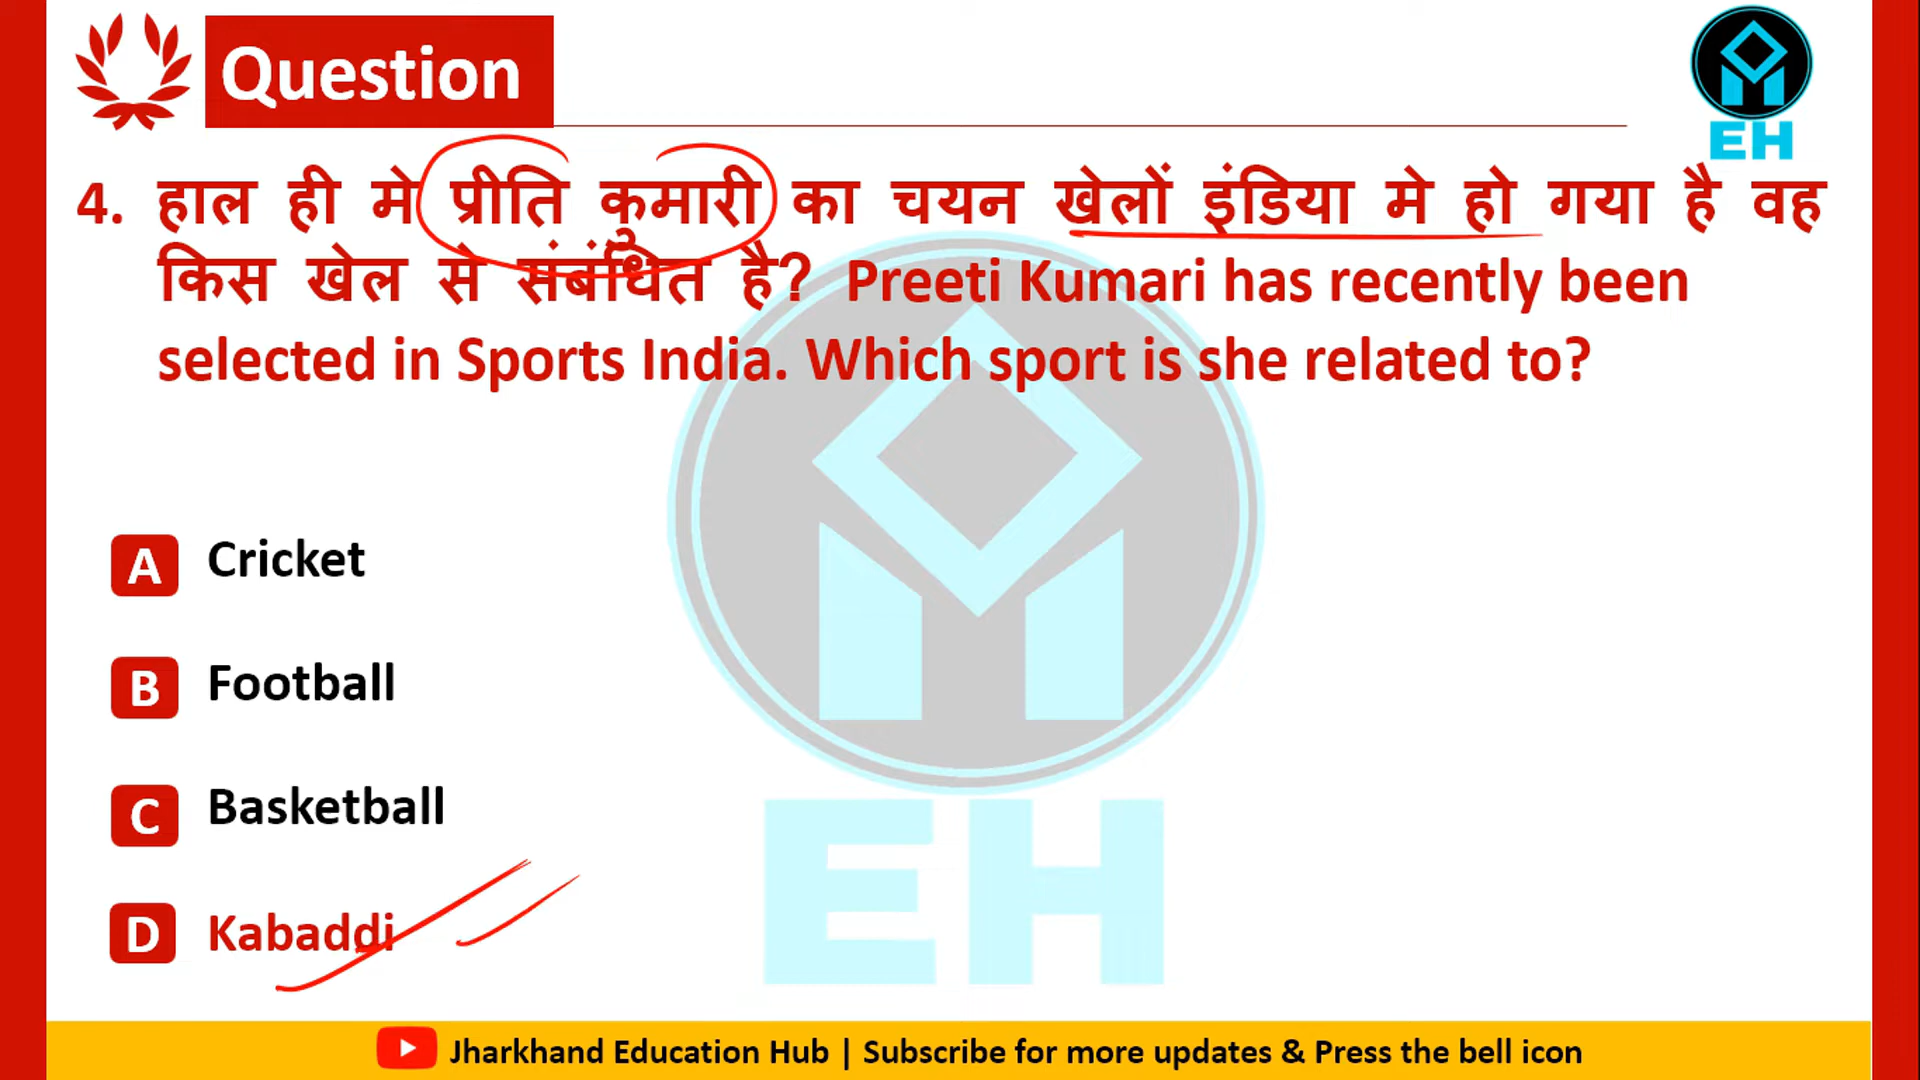 Question
EH
4. हाल ही मे प्रीति कुमारी का चयन खेलों इंडिया मे हो गया है वह
किस खेल से संबंधित है? Preeti Kumari has recently been
selected in Sports India. Which sport is she related to?
A Cricket
B Football
C Basketball
D Kabaddi
EH
Jharkhand Education Hub | Subscribe for more updates & Press the bell icon